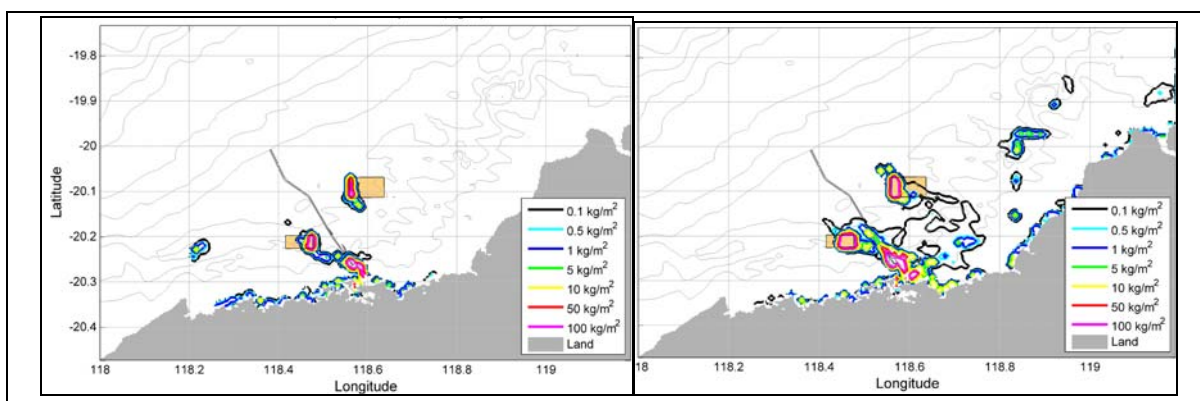 Latitude
-19.8
-19.9
-20
-20.1
-20.2
-20.3
-20.4
0.1 kg/m²
0.5 kg/m²
1 kg/m²
5 kg/m²
10 kg/m²
50 kg/m²
100 kg/m²
Land
118 118.2 118.4 118.6 118.8 119
Longitude
0.1 kg/m²
0.5 kg/m²
1 kg/m²
5 kg/m²
10 kg/m²
50 kg/m²
100 kg/m²
Land
118 118.2 118.4 118.6 118.8 119
Longitude